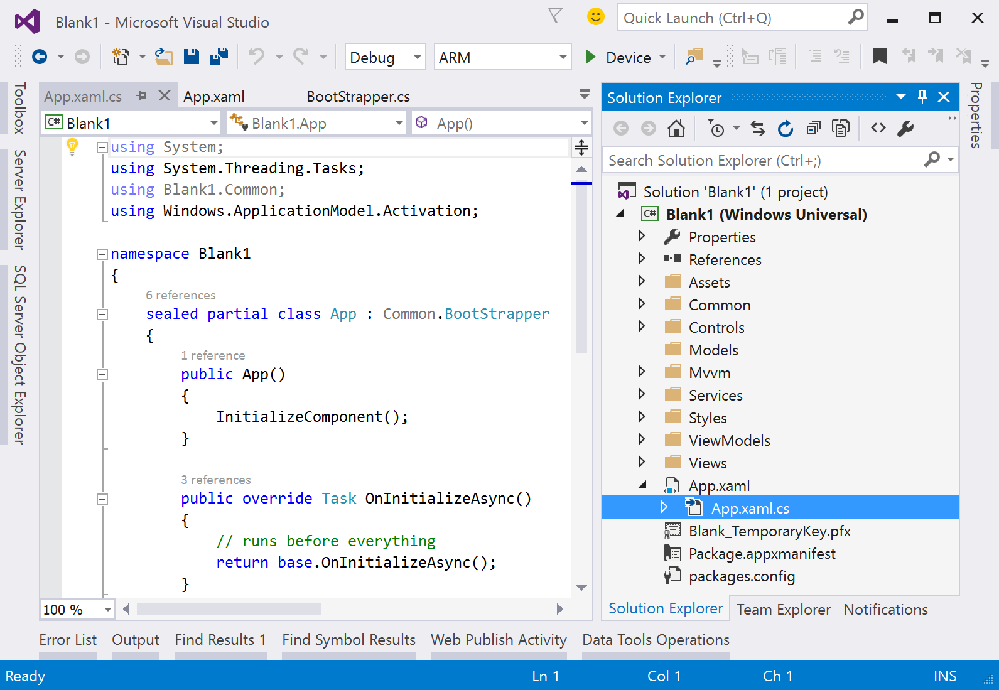 Blank1 - Microsoft Visual Studio
Quick Launch (Ctrl+Q)
Debug
ARM
Device
Toolbox
Server Explorer
SQL Server Object Explorer
App.xaml.cs
App.xaml
BootStrapper.cs
C# Blank1
Blank1.App
App()
using System;
using System.Threading.Tasks;
using Blank1.Common;
using Windows.ApplicationModel.Activation;
namespace Blank1
{
6 references
sealed partial class App : Common.BootStrapper
{
1 reference
public App()
{
InitializeComponent();
}
3 references
public override Task OnInitializeAsync()
{
// runs before everything
return base.OnInitializeAsync();
}
100 %
Solution Explorer
Search Solution Explorer (Ctrl+;)
Solution 'Blank1' (1 project)
C# Blank1 (Windows Universal)
Properties
References
Assets
Common
Controls
Models
Mvvm
Services
Styles
ViewModels
Views
App.xaml
App.xaml.cs
Blank_TemporaryKey.pfx
Package.appxmanifest
packages.config
Solution Explorer
Team Explorer
Notifications
Properties
Error List
Output
Find Results 1
Find Symbol Results
Web Publish Activity
Data Tools Operations
Ready
Ln 1
Col 1
Ch 1
INS